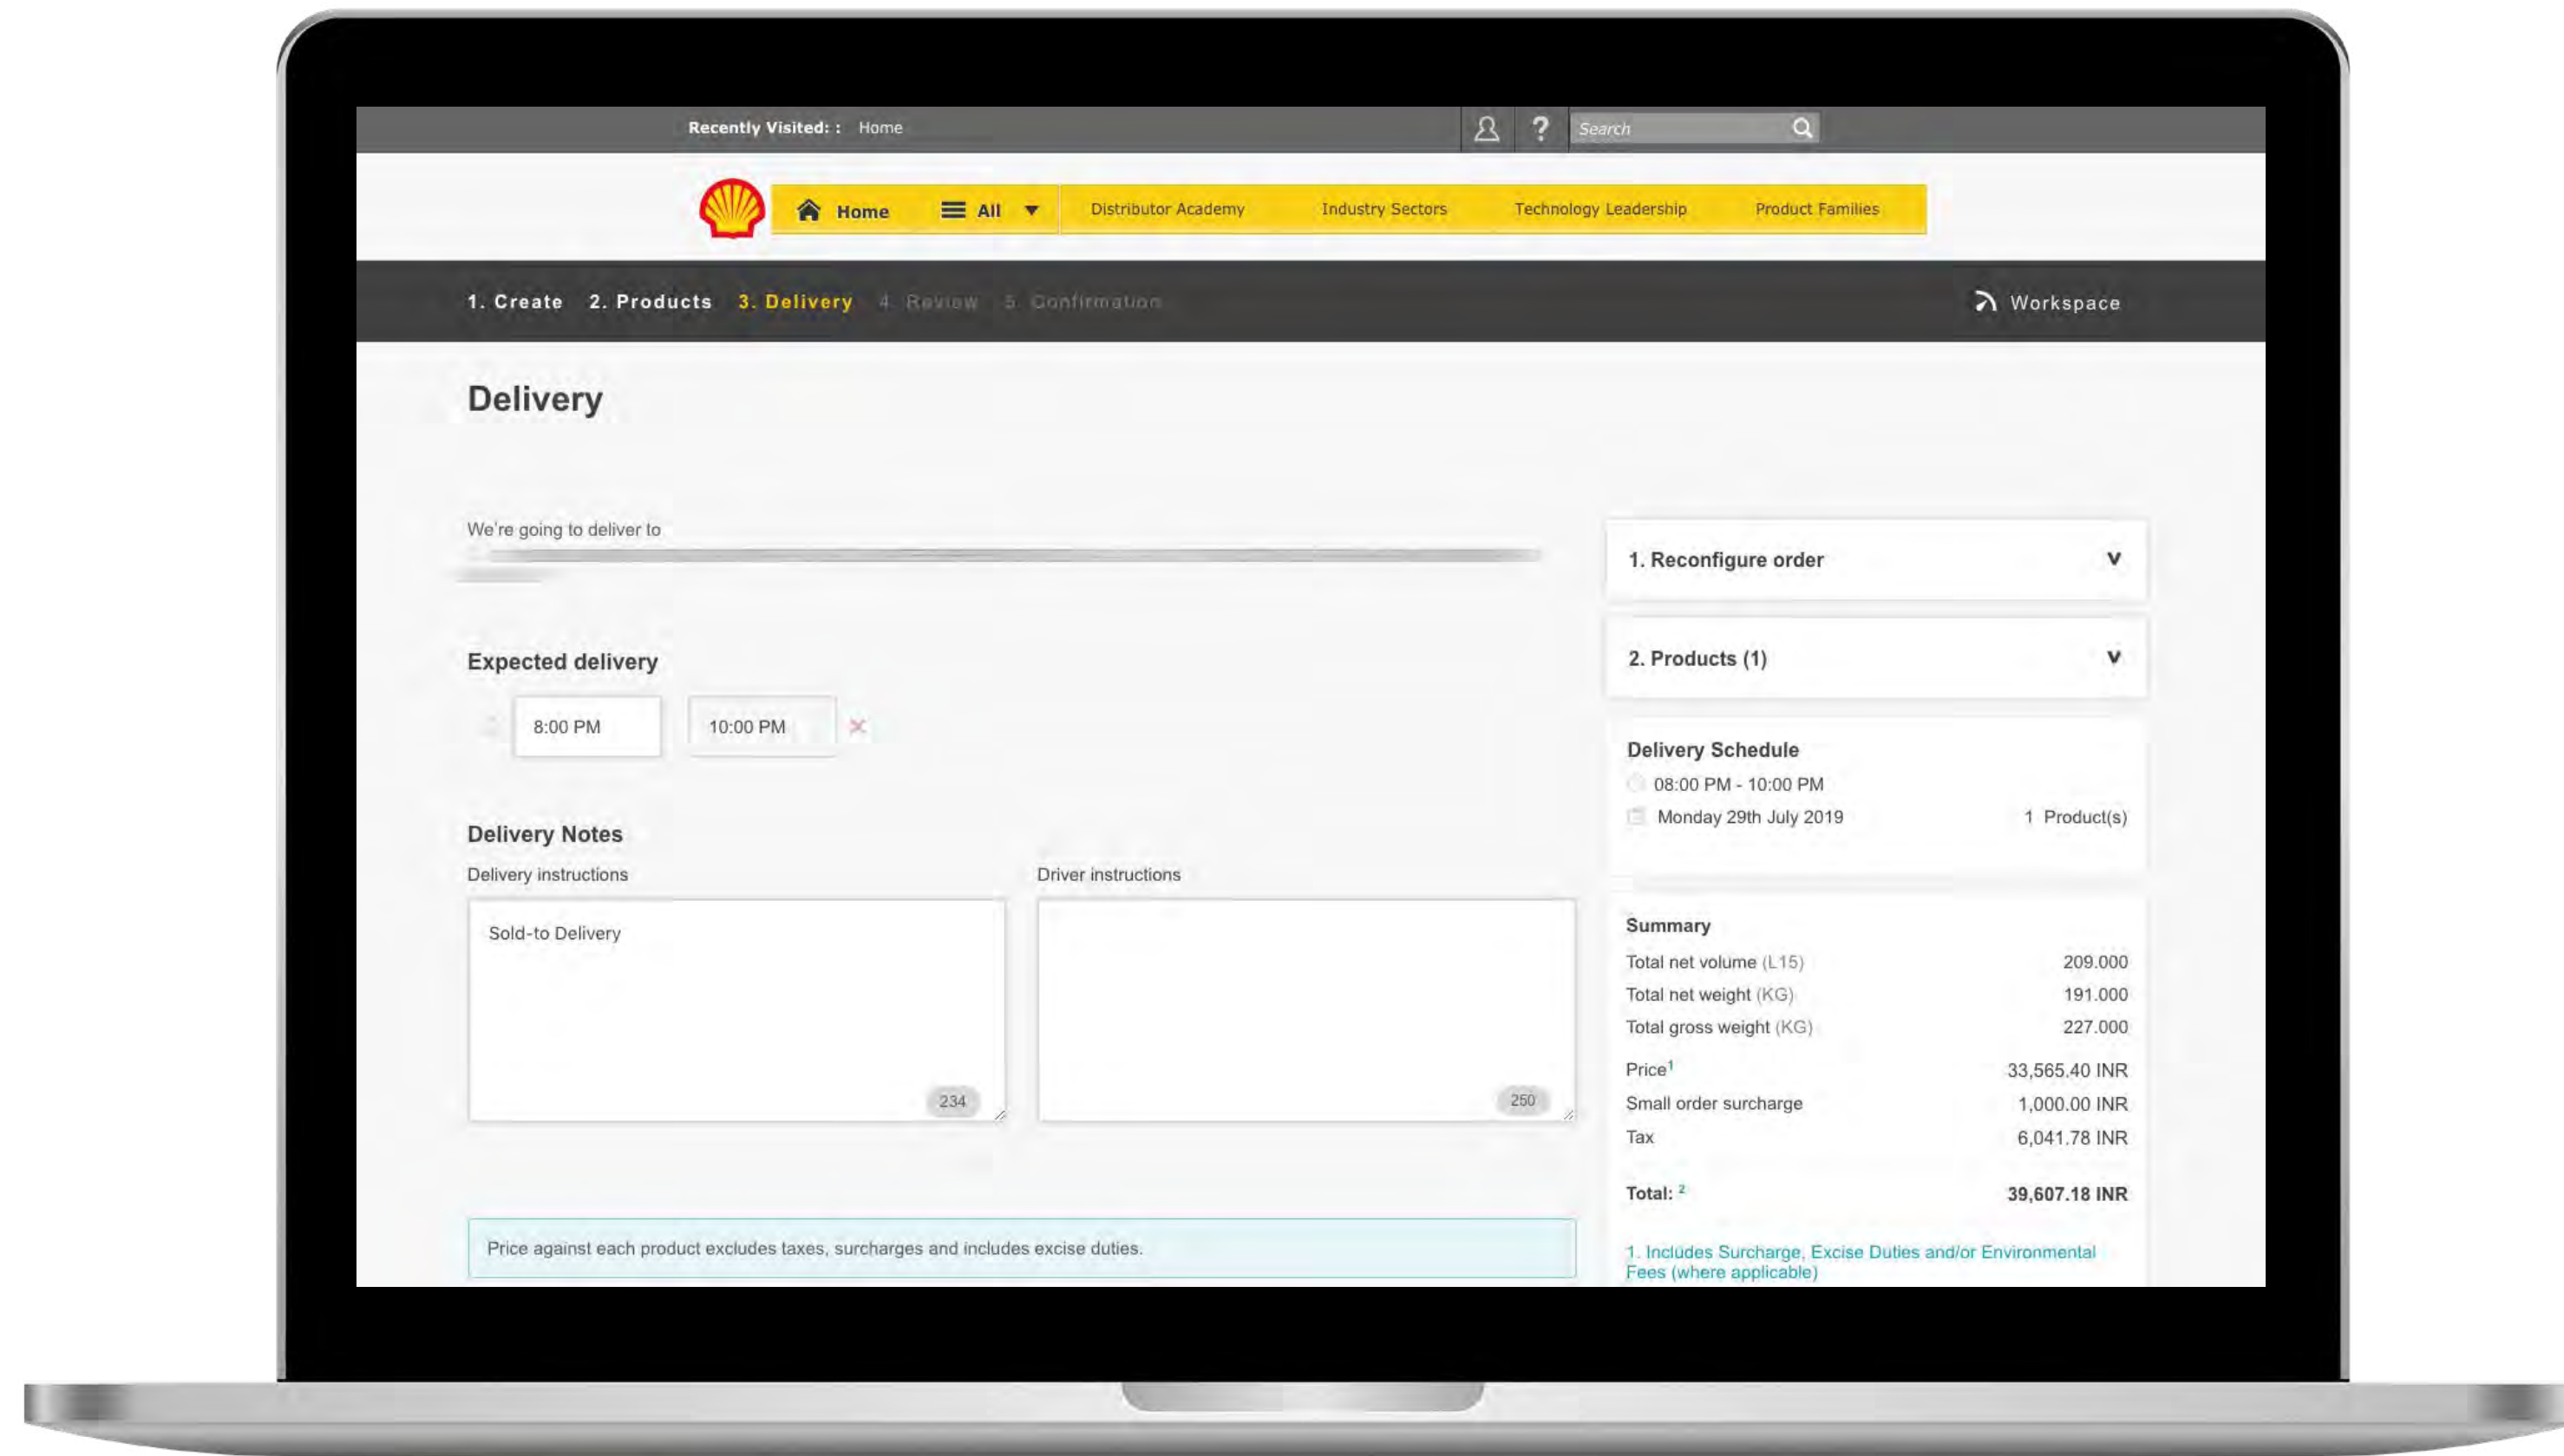 Recently Visited: : Home
Search
Home All Distributor Academy Industry Sectors Technology Leadership Product Families
1. Create 2. Products 3. Delivery 4. Review 5. Confirmation
Workspace
Delivery
We're going to deliver to
Expected delivery
8:00 PM 10:00 PM
Delivery Notes
Delivery instructions Driver instructions
Sold-to Delivery
234 250
Price against each product excludes taxes, surcharges and includes excise duties.
1. Reconfigure order
2. Products (1)
Delivery Schedule
08:00 PM - 10:00 PM
Monday 29th July 2019 1 Product(s)
Summary
Total net volume (L15) 209.000
Total net weight (KG) 191.000
Total gross weight (KG) 227.000
Price¹ 33,565.40 INR
Small order surcharge 1,000.00 INR
Tax 6,041.78 INR
Total: ² 39,607.18 INR
1. Includes Surcharge, Excise Duties and/or Environmental
Fees (where applicable)